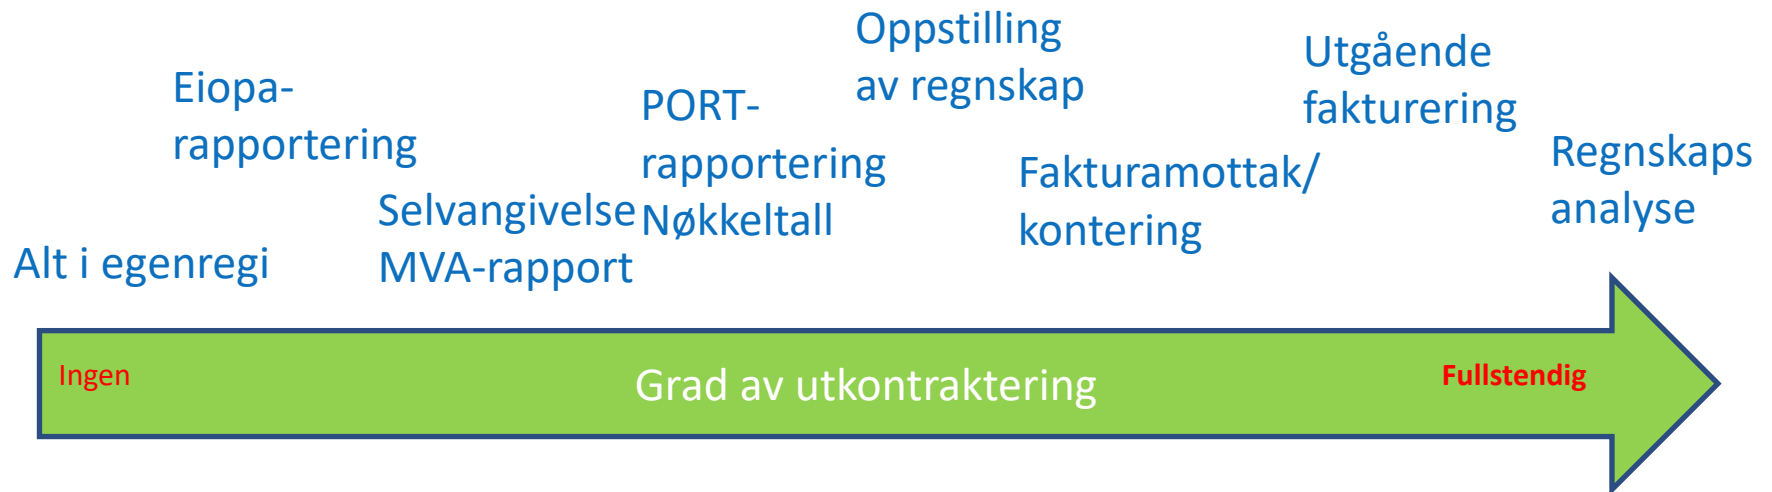 Alt i egenregi
Eiopa-
rapportering
Selvangivelse
MVA-rapport
PORT-
rapportering
Nøkkeltall
Oppstilling
av regnskap
Fakturamottak/
kontering
Utgående
fakturering
Regnskaps
analyse
Ingen
Grad av utkontraktering
Fullstendig